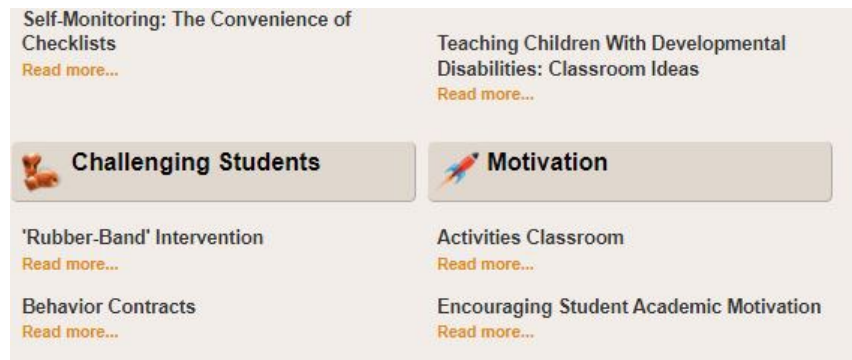 Self-Monitoring: The Convenience of
Checklists
Read more...
Teaching Children With Developmental
Disabilities: Classroom Ideas
Read more...
Challenging Students
'Rubber-Band' Intervention
Read more...
Behavior Contracts
Read more...
Motivation
Activities Classroom
Read more...
Encouraging Student Academic Motivation
Read more...